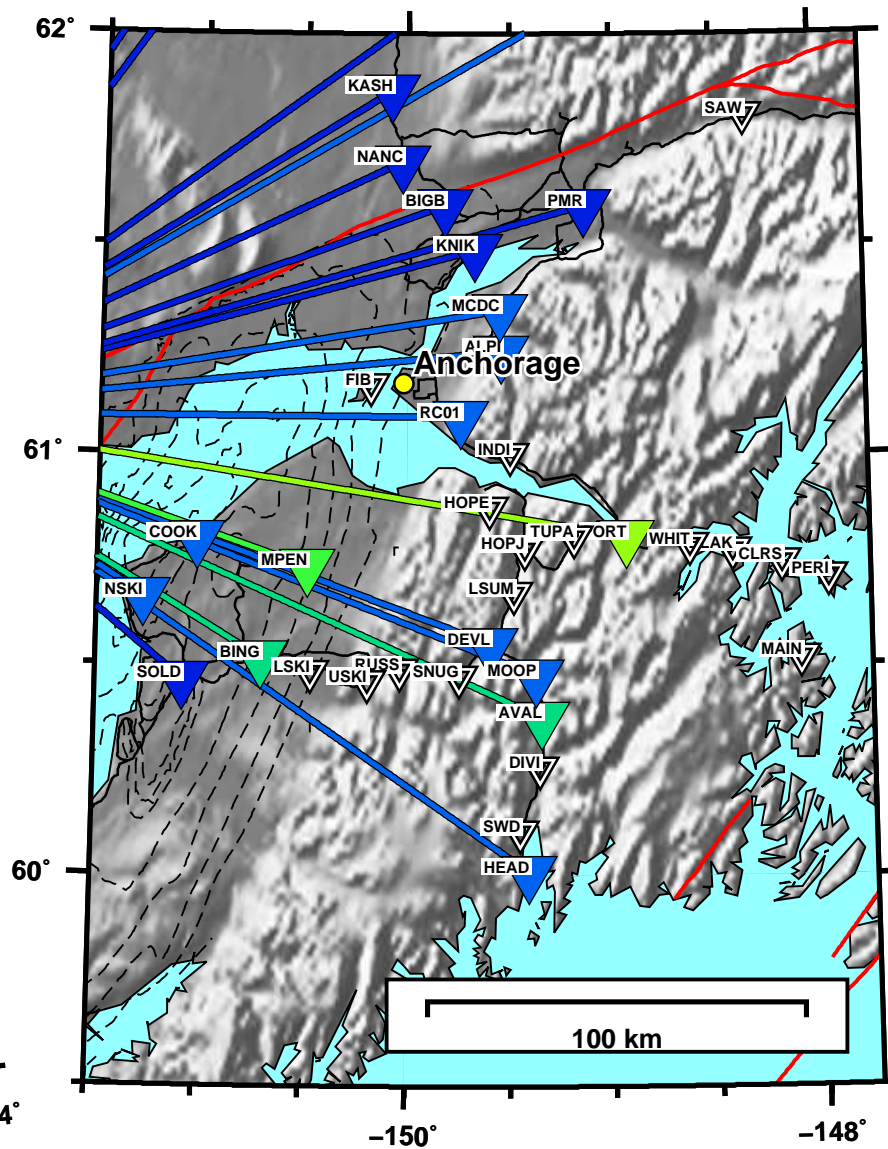 62°
KASH
SAW
NANC
BIGB
PMR
KNIK
MCDC
ALPI
Anchorage
FIB
RC01
61°
INDI
HOPE
COOK
TUPA
HOPJ
WHIT
CLRS
MPEN
PERI
NSKI
LSUM
DEVL
MAIN
BING
RUSS
LSKI
SOLD
SNUG
MOOP
USKI
AVAL
DIVI
SWD
60°
HEAD
100 km
4°
−150°
−148°